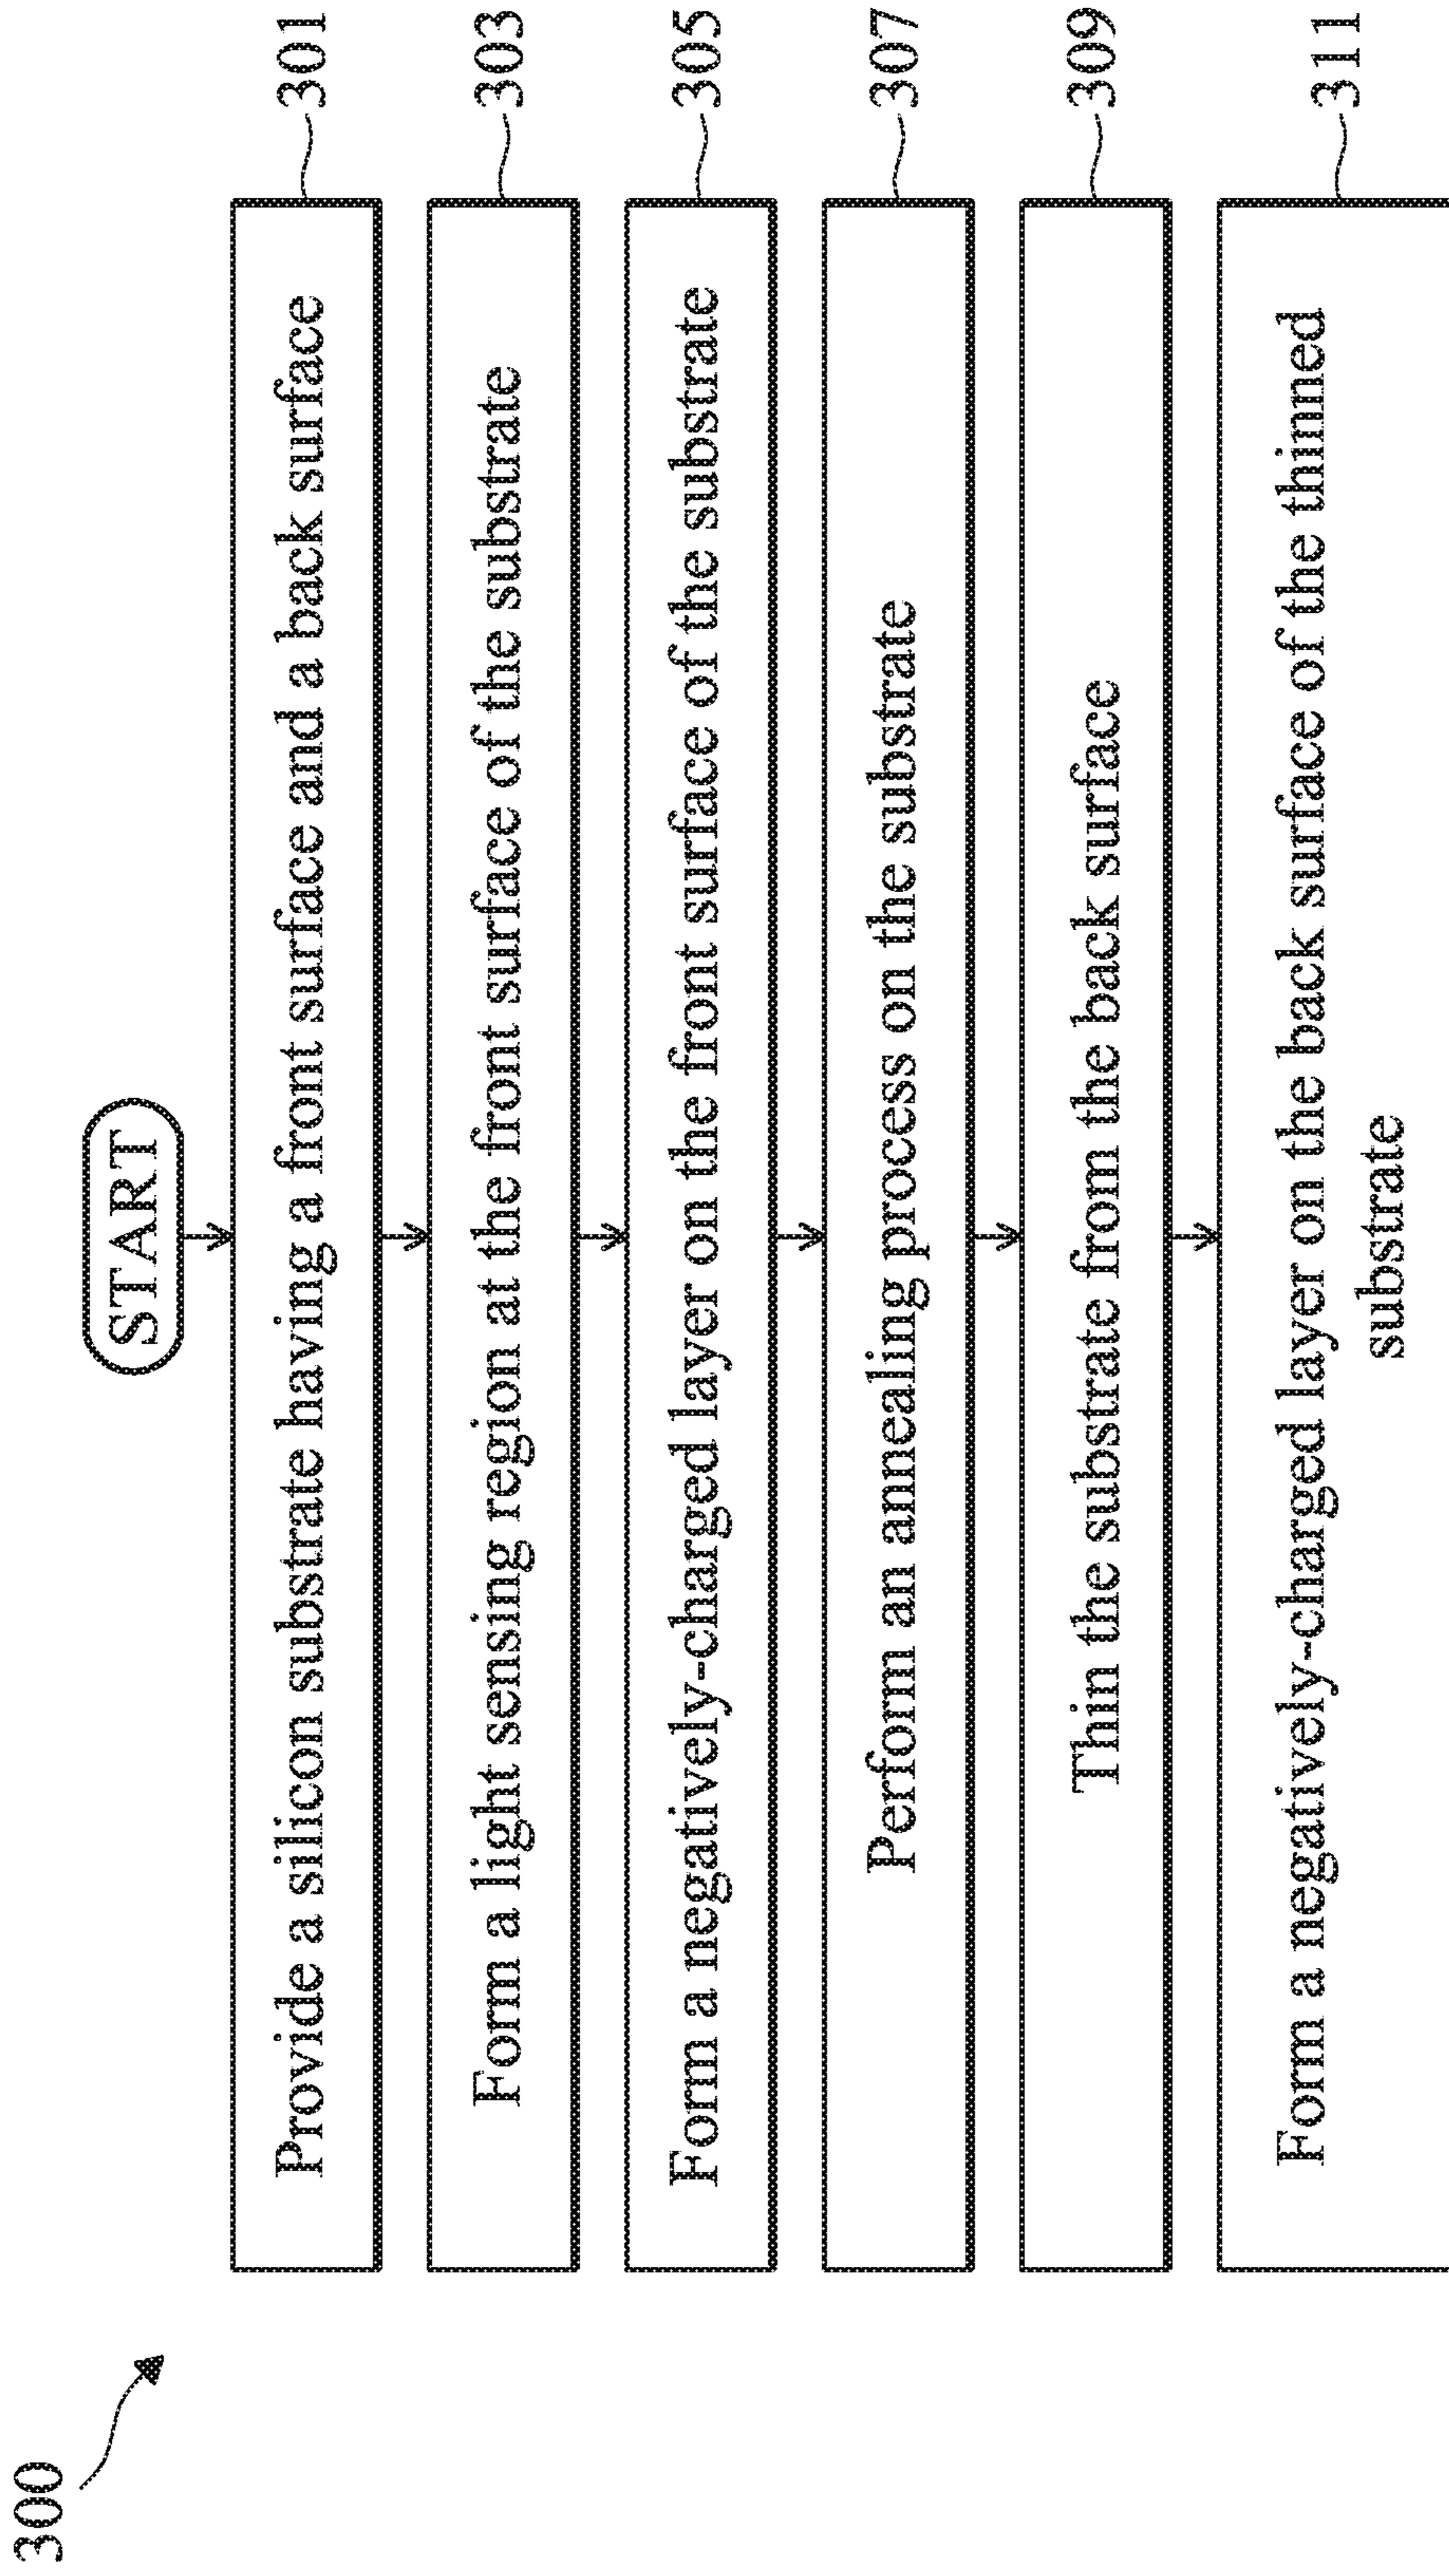 300
START
Provide a silicon substrate having a front surface and a back surface
301
Form a light sensing region at the front surface of the substrate
303
Form a negatively-charged layer on the front surface of the substrate
305
Perform an annealing process on the substrate
307
Thin the substrate from the back surface
309
Form a negatively-charged layer on the back surface of the thinned
substrate
311